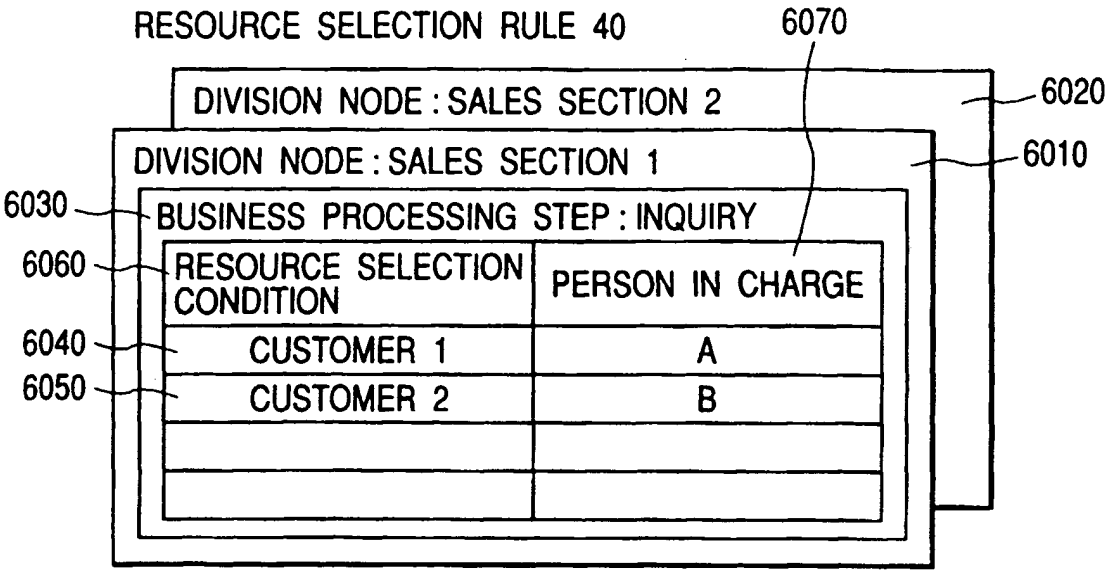 RESOURCE SELECTION RULE 40
6070
DIVISION NODE : SALES SECTION 2
6020
DIVISION NODE : SALES SECTION 1
6010
6030
BUSINESS PROCESSING STEP : INQUIRY
6060
RESOURCE SELECTION
CONDITION
PERSON IN CHARGE
6040
CUSTOMER 1
A
6050
CUSTOMER 2
B